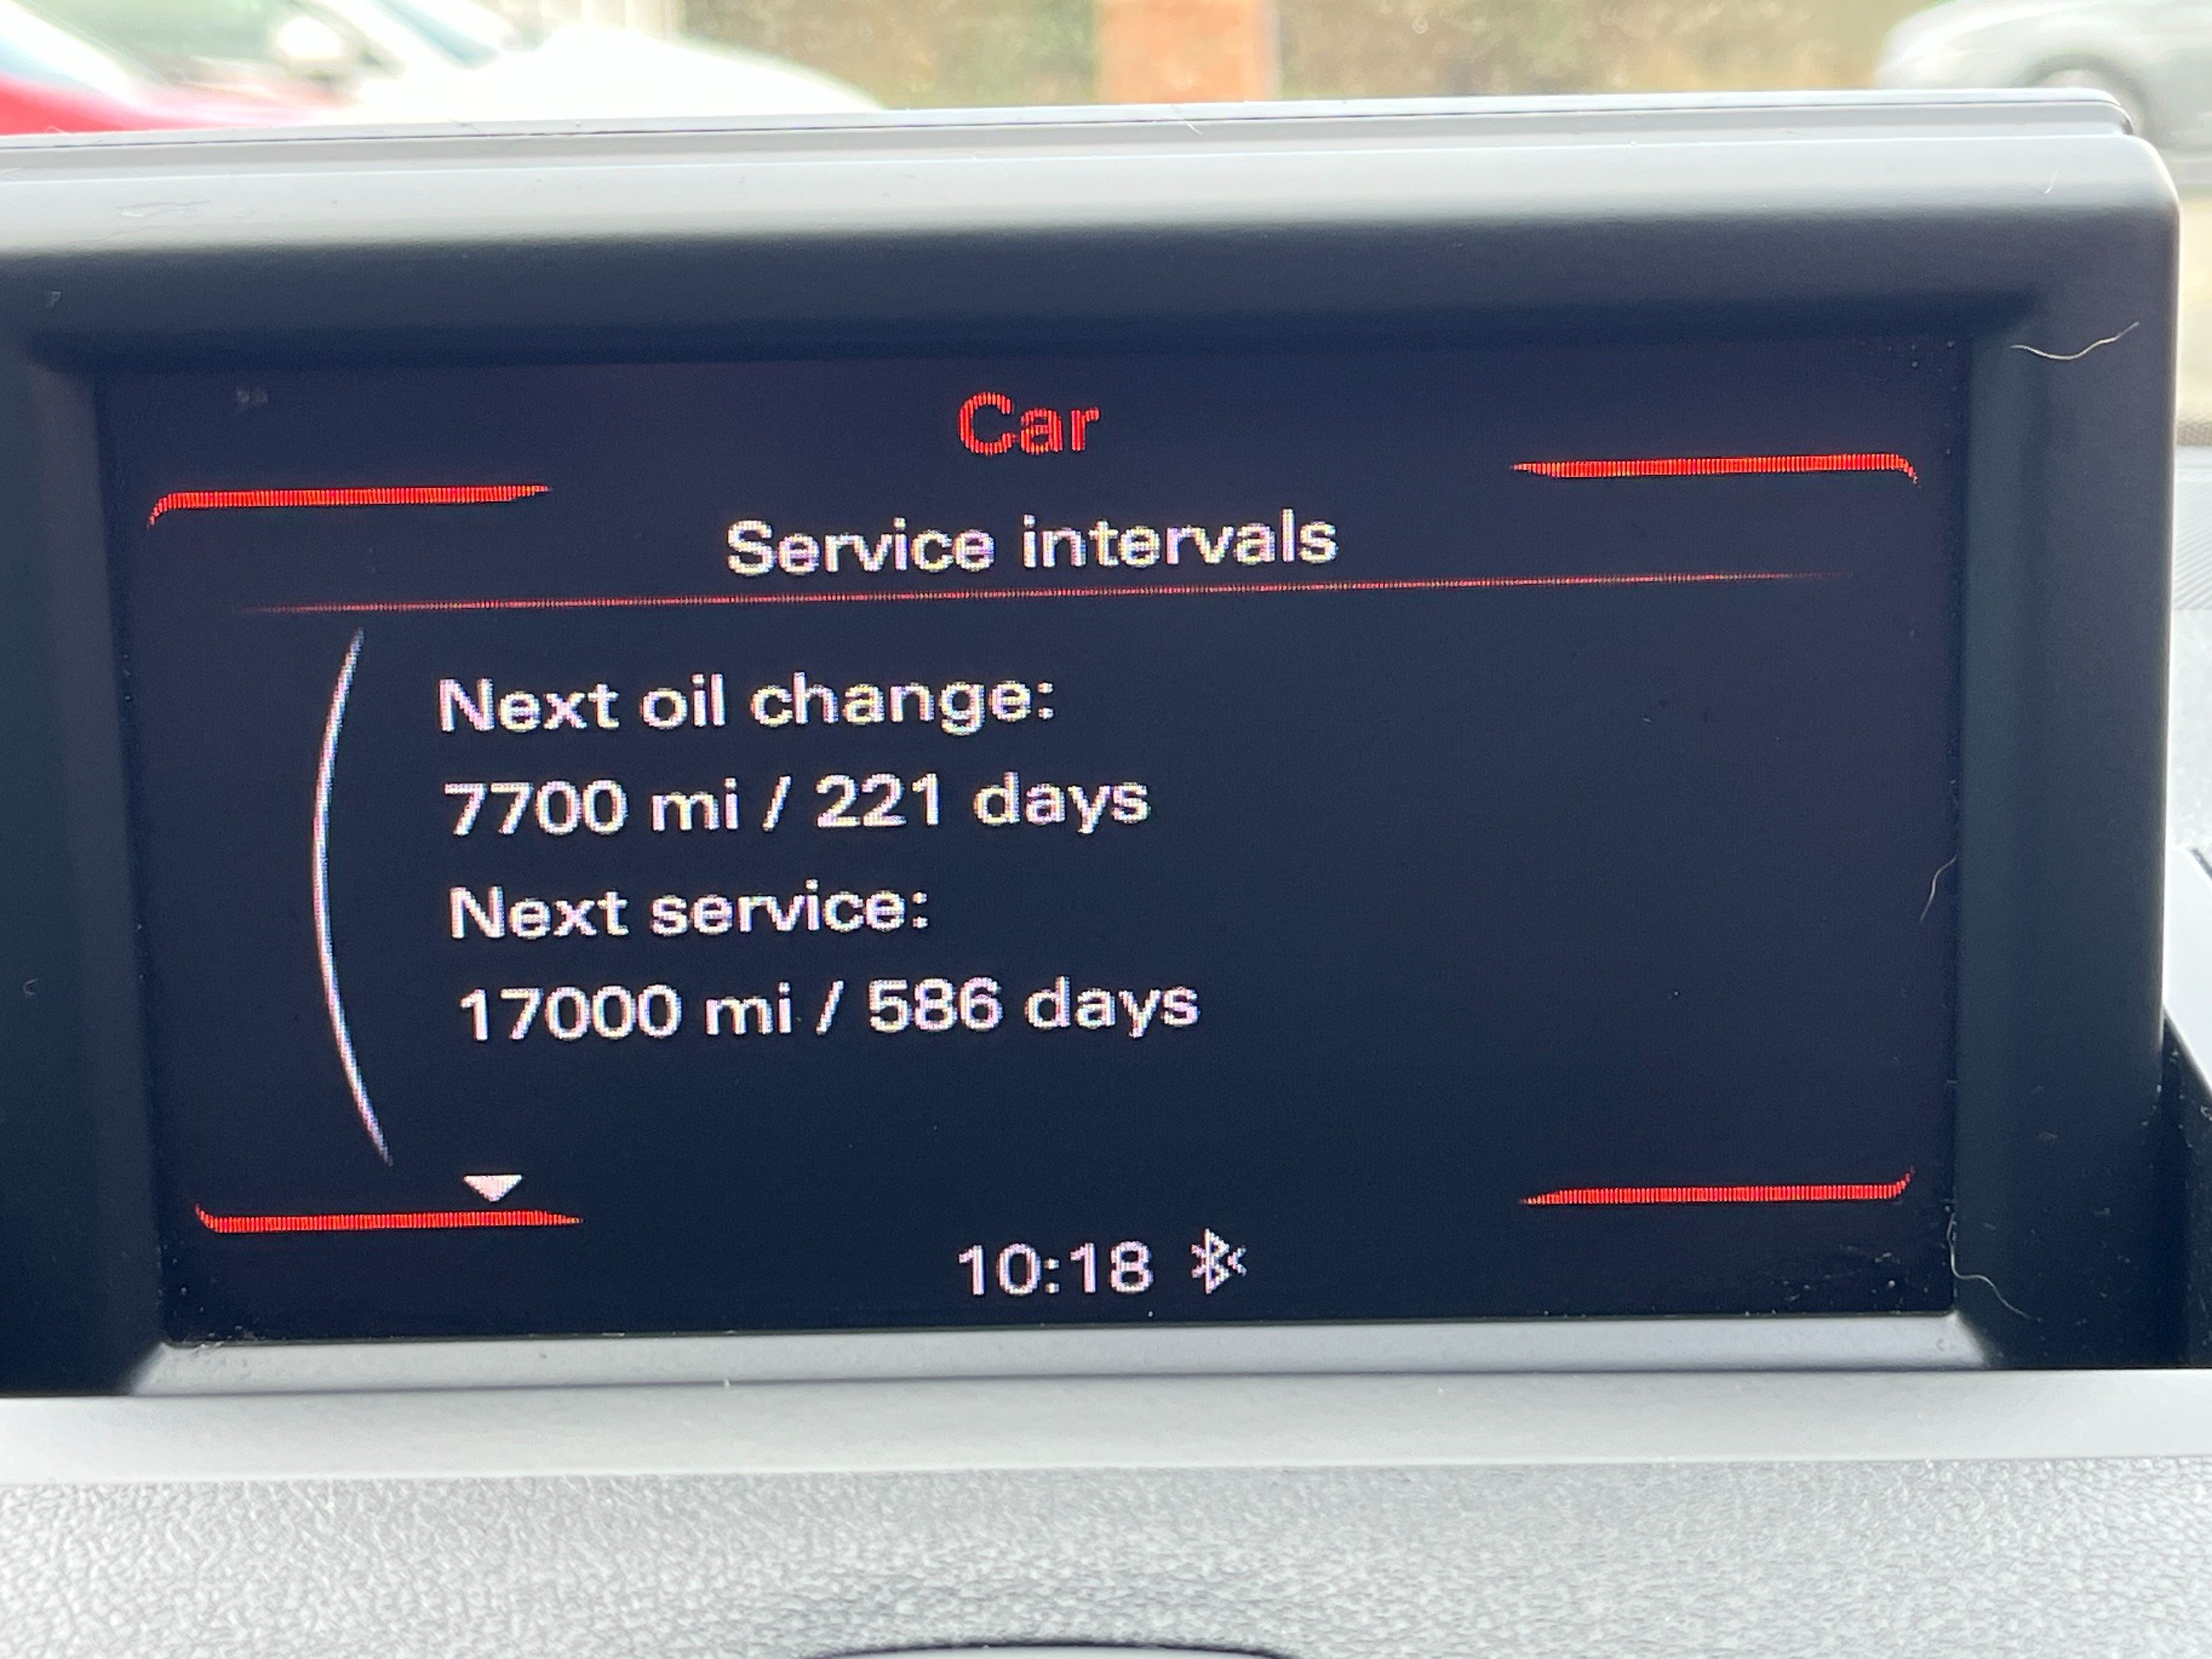 Car
Service intervals
Next oil change:
7700 mi / 221 days
Next service:
17000 mi / 586 days
10:18